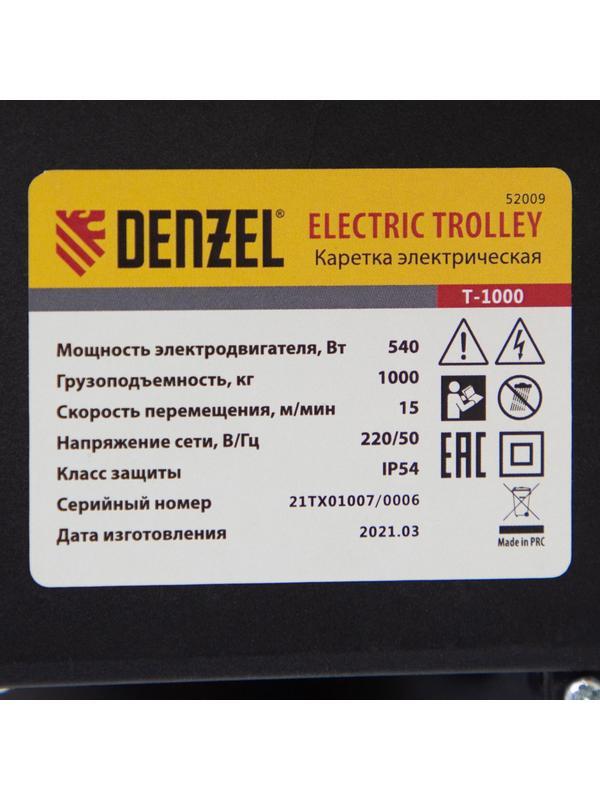 52009
DENZEL® ELECTRIC TROLLEY
Каретка электрическая
T-1000
Мощность электродвигателя, Вт 540
Грузоподъемность, кг 1000
Скорость перемещения, м/мин 15
Напряжение сети, В/Гц 220/50
Класс защиты IP54
Серийный номер 21TX01007/0006
Дата изготовления 2021.03
EAC
Made in PRC